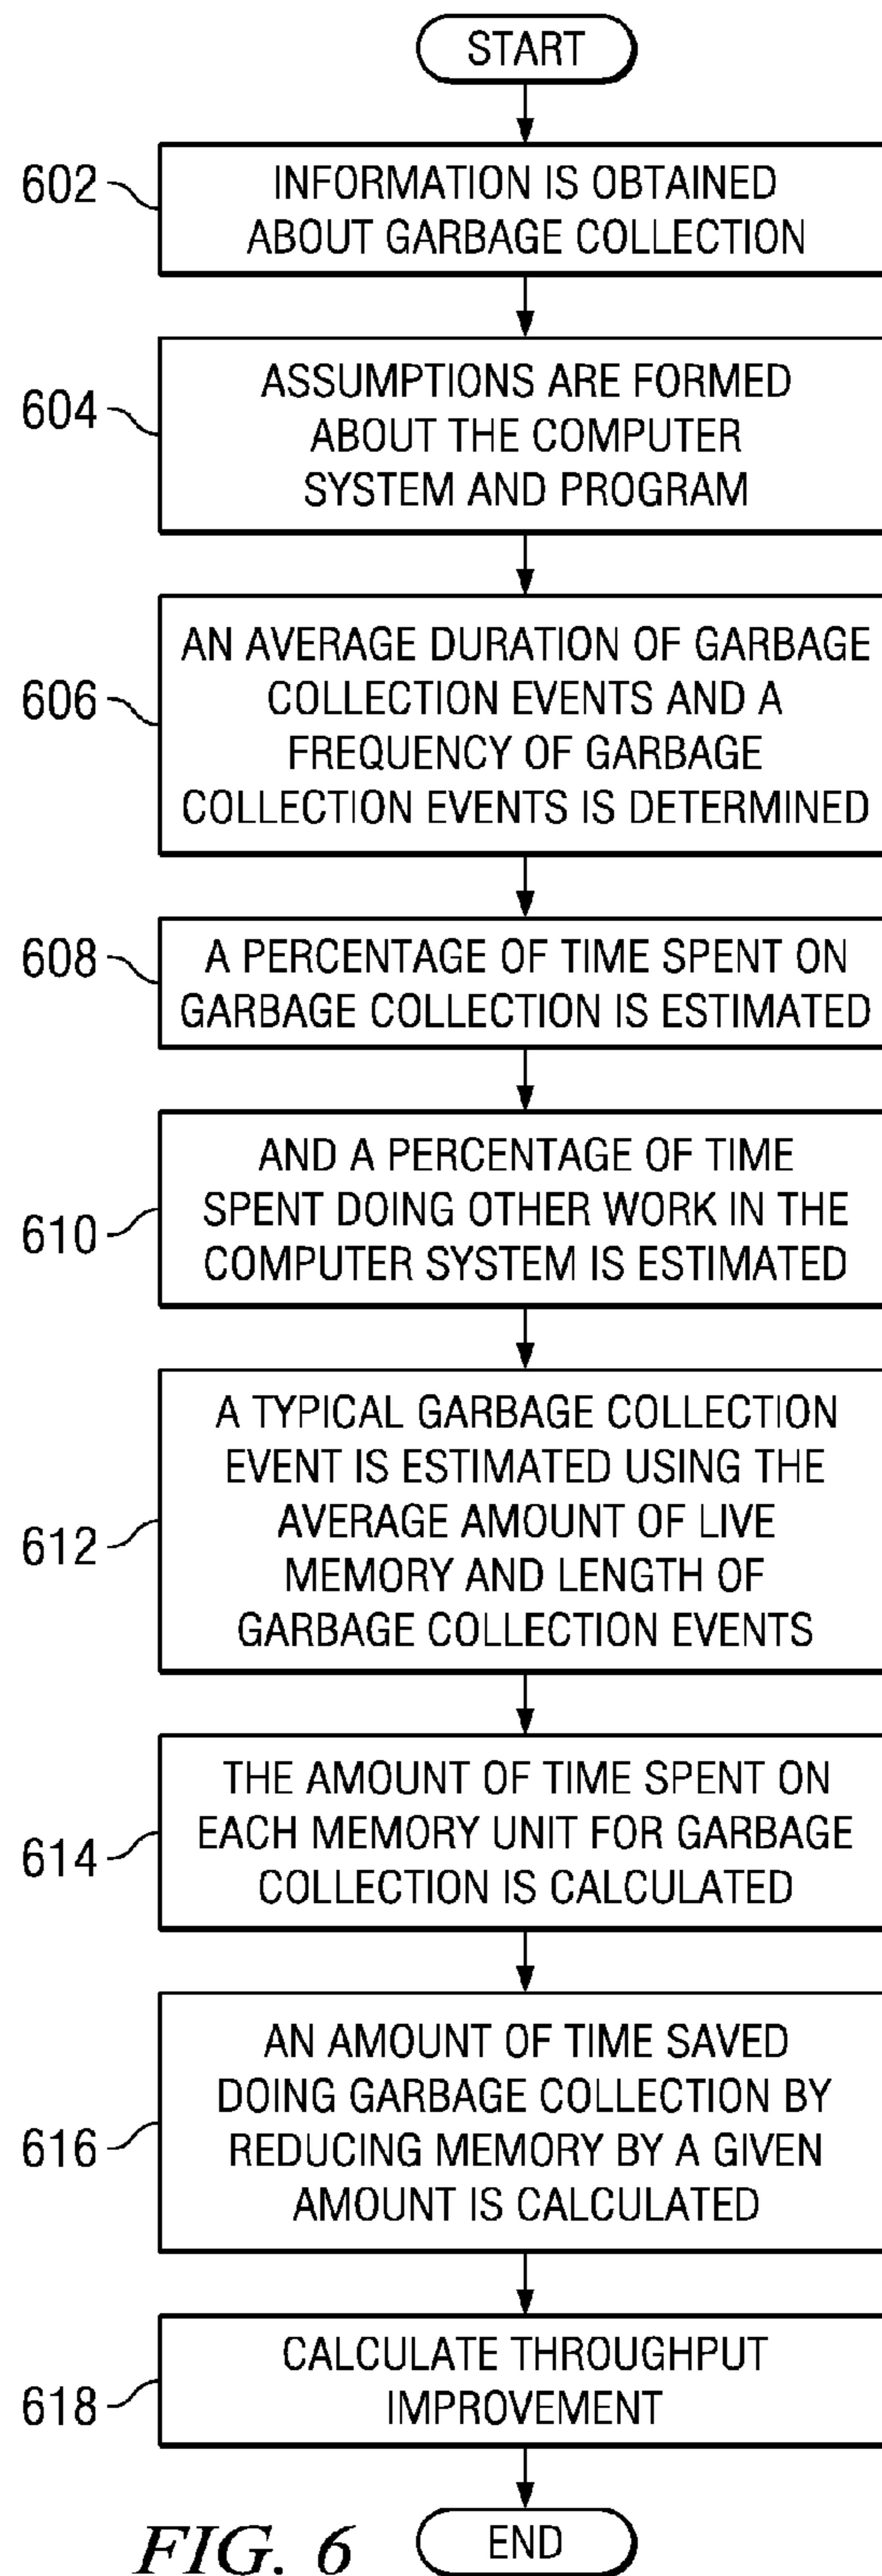 START
602
INFORMATION IS OBTAINED
ABOUT GARBAGE COLLECTION
604
ASSUMPTIONS ARE FORMED
ABOUT THE COMPUTER
SYSTEM AND PROGRAM
606
AN AVERAGE DURATION OF GARBAGE
COLLECTION EVENTS AND A
FREQUENCY OF GARBAGE
COLLECTION EVENTS IS DETERMINED
608
A PERCENTAGE OF TIME SPENT ON
GARBAGE COLLECTION IS ESTIMATED
610
AND A PERCENTAGE OF TIME
SPENT DOING OTHER WORK IN THE
COMPUTER SYSTEM IS ESTIMATED
612
A TYPICAL GARBAGE COLLECTION
EVENT IS ESTIMATED USING THE
AVERAGE AMOUNT OF LIVE
MEMORY AND LENGTH OF
GARBAGE COLLECTION EVENTS
614
THE AMOUNT OF TIME SPENT ON
EACH MEMORY UNIT FOR GARBAGE
COLLECTION IS CALCULATED
616
AN AMOUNT OF TIME SAVED
DOING GARBAGE COLLECTION BY
REDUCING MEMORY BY A GIVEN
AMOUNT IS CALCULATED
618
CALCULATE THROUGHPUT
IMPROVEMENT
FIG. 6
END